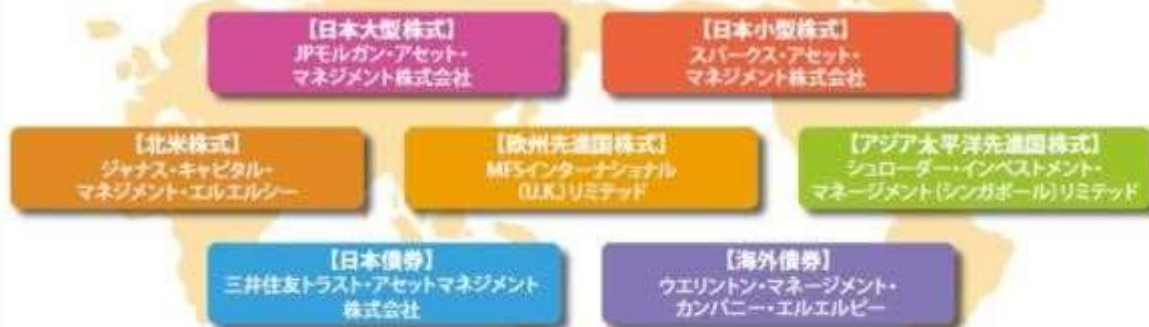 【日本大型株式】
JPモルガン・アセット・
マネジメント株式会社
【日本小型株式】
スパークス・アセット・
マネジメント株式会社
【北米株式】
ジャナス・キャピタル・
マネジメント・エルエルシー
【欧州先進国株式】
MFSインターナショナル
(U.K.)リミテッド
【アジア太平洋先進国株式】
シュローダー・インベストメント・
マネージメント(シンガポール)リミテッド
【日本債券】
三井住友トラスト・アセットマネジメント
株式会社
【海外債券】
ウエリントン・マネージメント・
カンパニー・エルエルピー